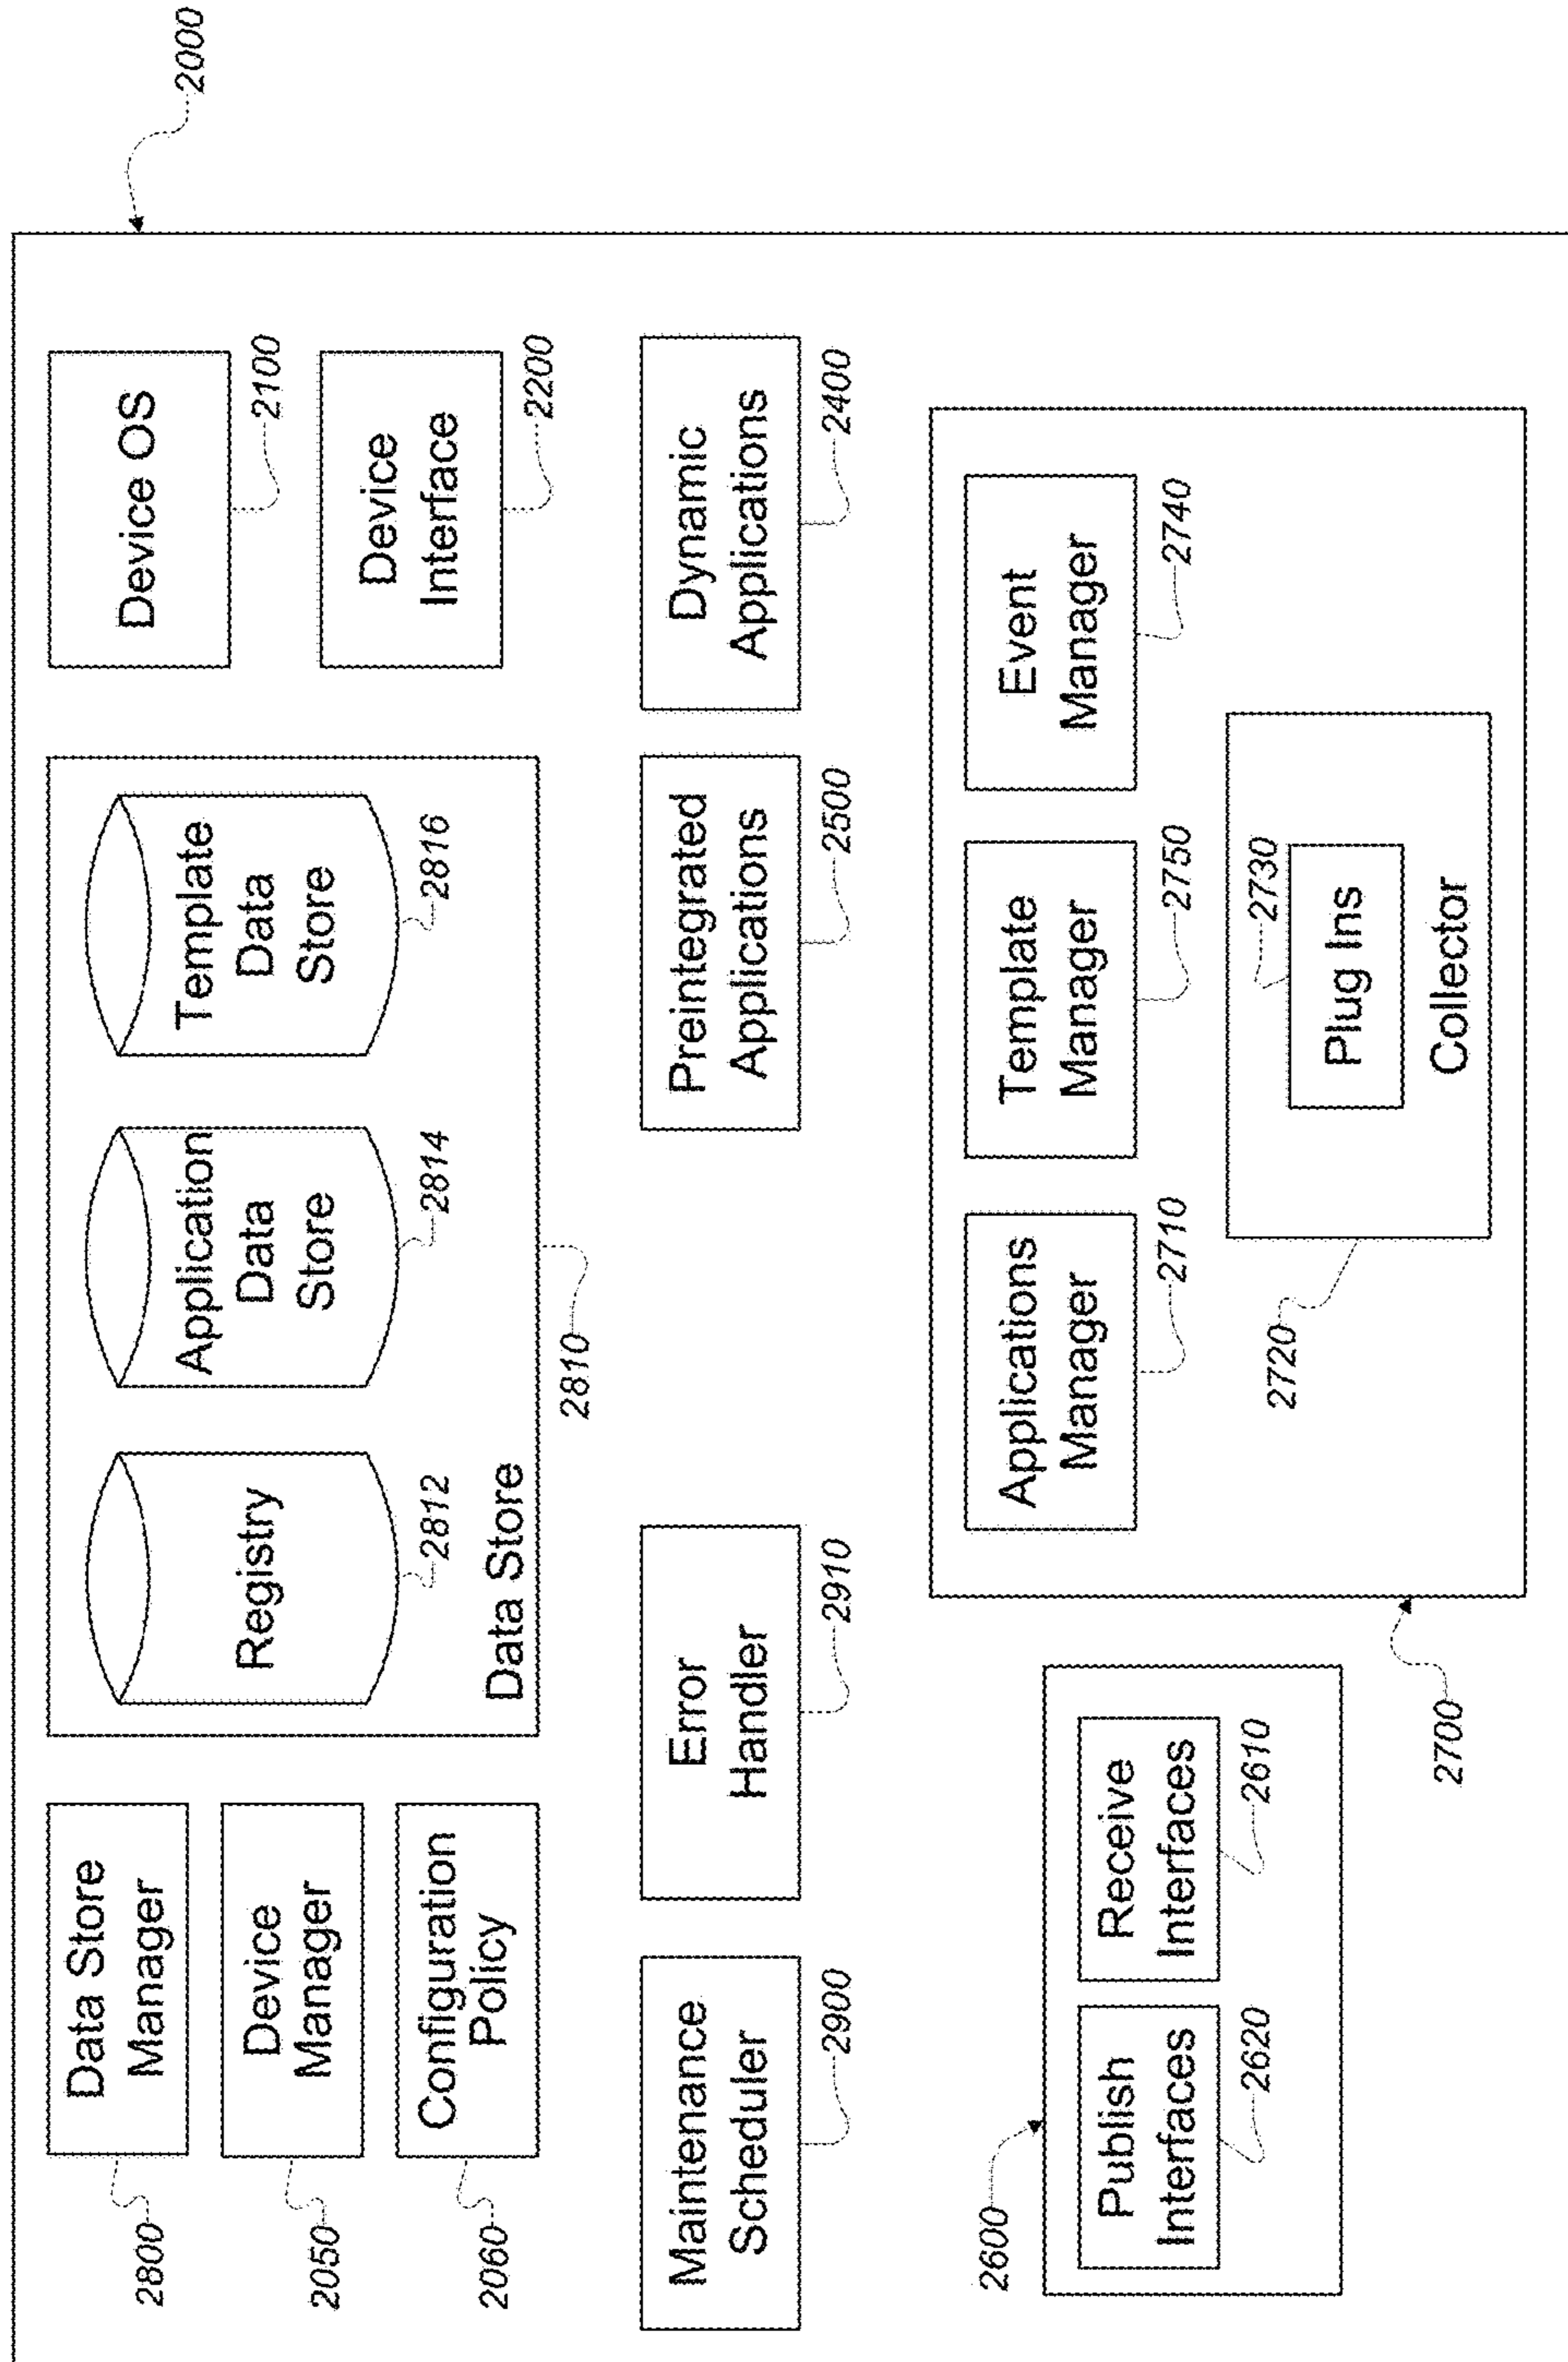 2000
Data Store
Manager
2800
Device
Manager
2050
Configuration
Policy
2060
Registry
2812
Application
Data
Store
2814
Template
Data
Store
2816
Data Store
2810
Device OS
2100
Device
Interface
2200
Maintenance
Scheduler
2900
Error
Handler
2910
Preintegrated
Applications
2500
Dynamic
Applications
2400
2600
Publish
Interfaces
2620
Receive
Interfaces
2610
2700
Applications
Manager
2710
Template
Manager
2750
Event
Manager
2740
2720
2730
Plug Ins
Collector